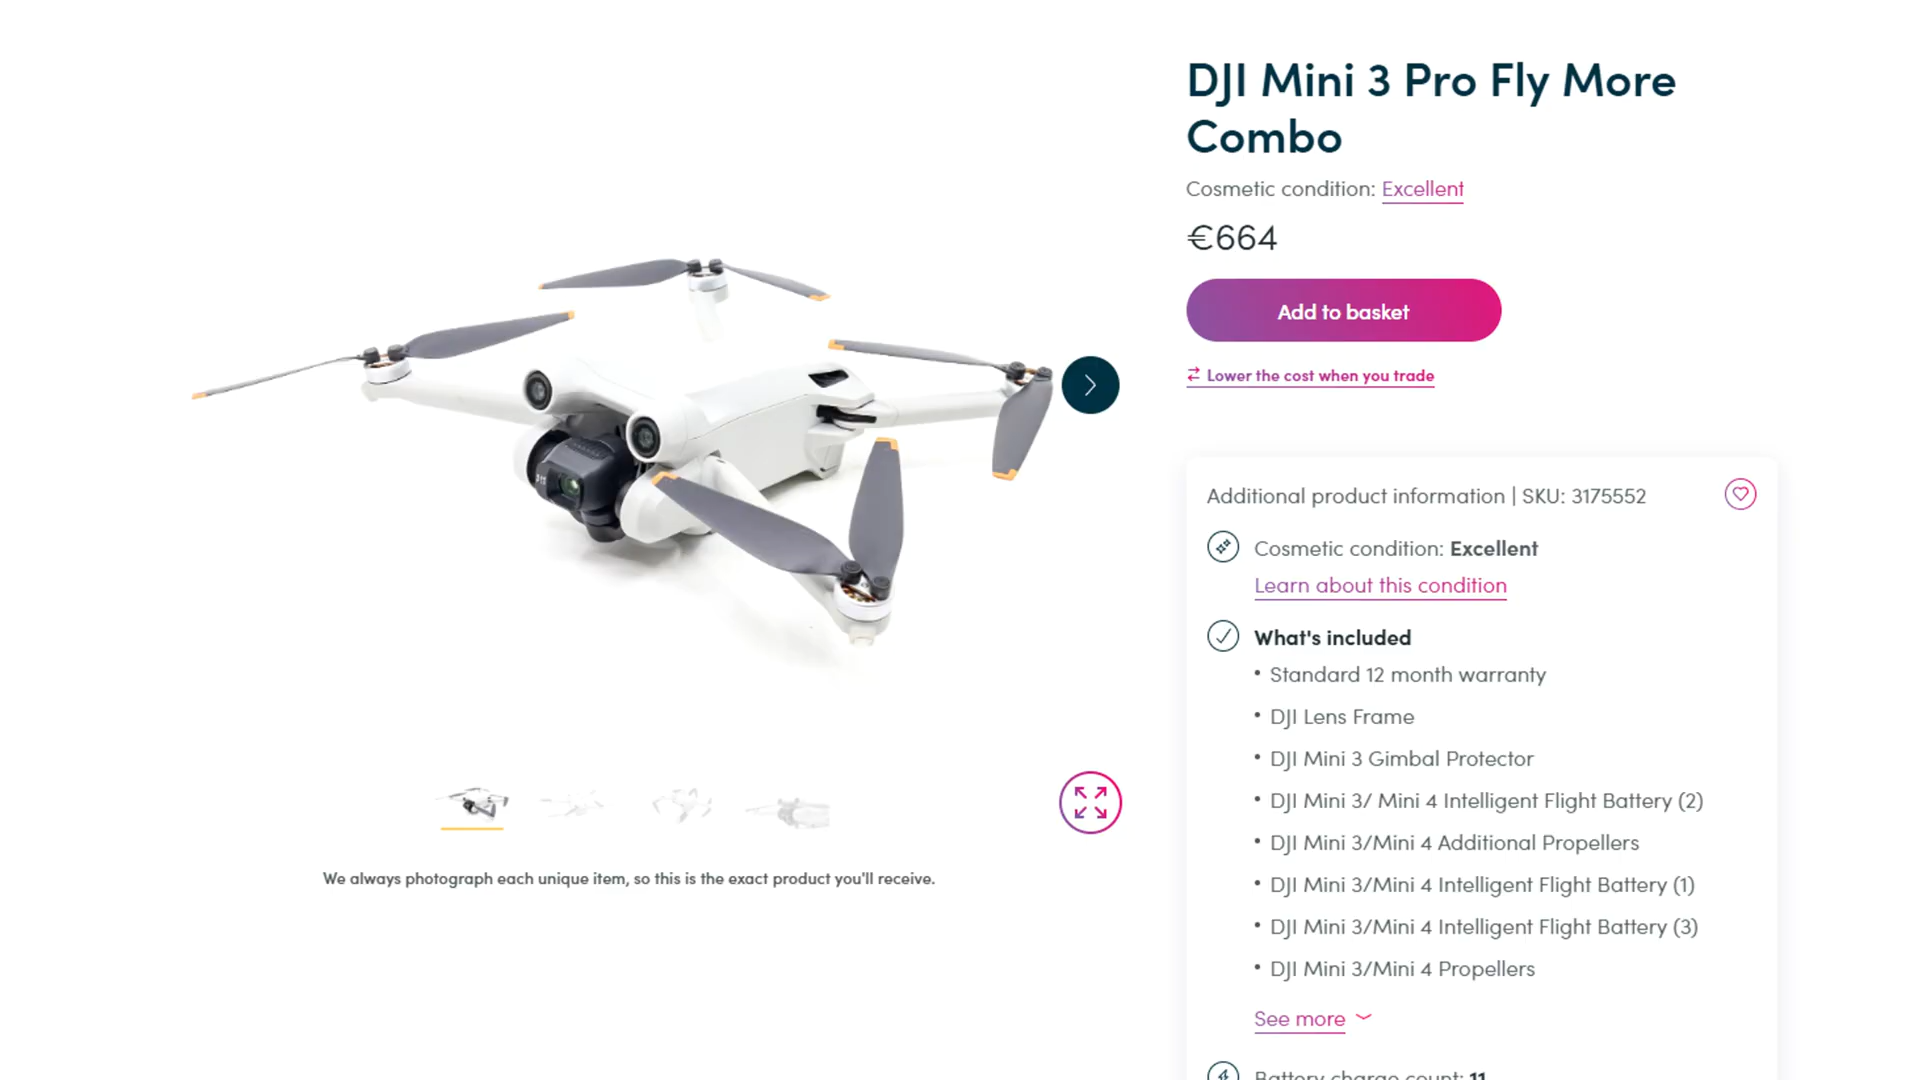 DJI Mini 3 Pro Fly More
Combo
Cosmetic condition: Excellent
€664
Add to basket
Lower the cost when you trade
Additional product information | SKU: 3175552
Cosmetic condition: Excellent
Learn about this condition
What's included
• Standard 12 month warranty
• DJI Lens Frame
• DJI Mini 3 Gimbal Protector
• DJI Mini 3/ Mini 4 Intelligent Flight Battery (2)
• DJI Mini 3/Mini 4 Additional Propellers
• DJI Mini 3/Mini 4 Intelligent Flight Battery (1)
• DJI Mini 3/Mini 4 Intelligent Flight Battery (3)
• DJI Mini 3/Mini 4 Propellers
See more
Battery charge count: 11
We always photograph each unique item, so this is the exact product you'll receive.